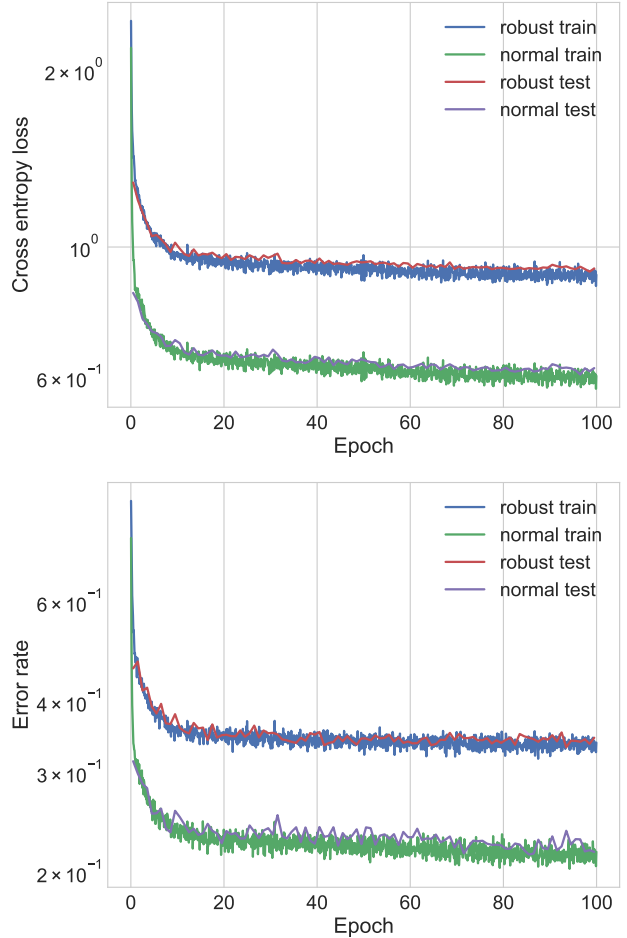 robust train
normal train
robust test
normal test
2 × 10⁰
10⁰
6 × 10⁻¹
Cross entropy loss
0 20 40 60 80 100
Epoch
robust train
normal train
robust test
normal test
6 × 10⁻¹
4 × 10⁻¹
3 × 10⁻¹
2 × 10⁻¹
Error rate
0 20 40 60 80 100
Epoch